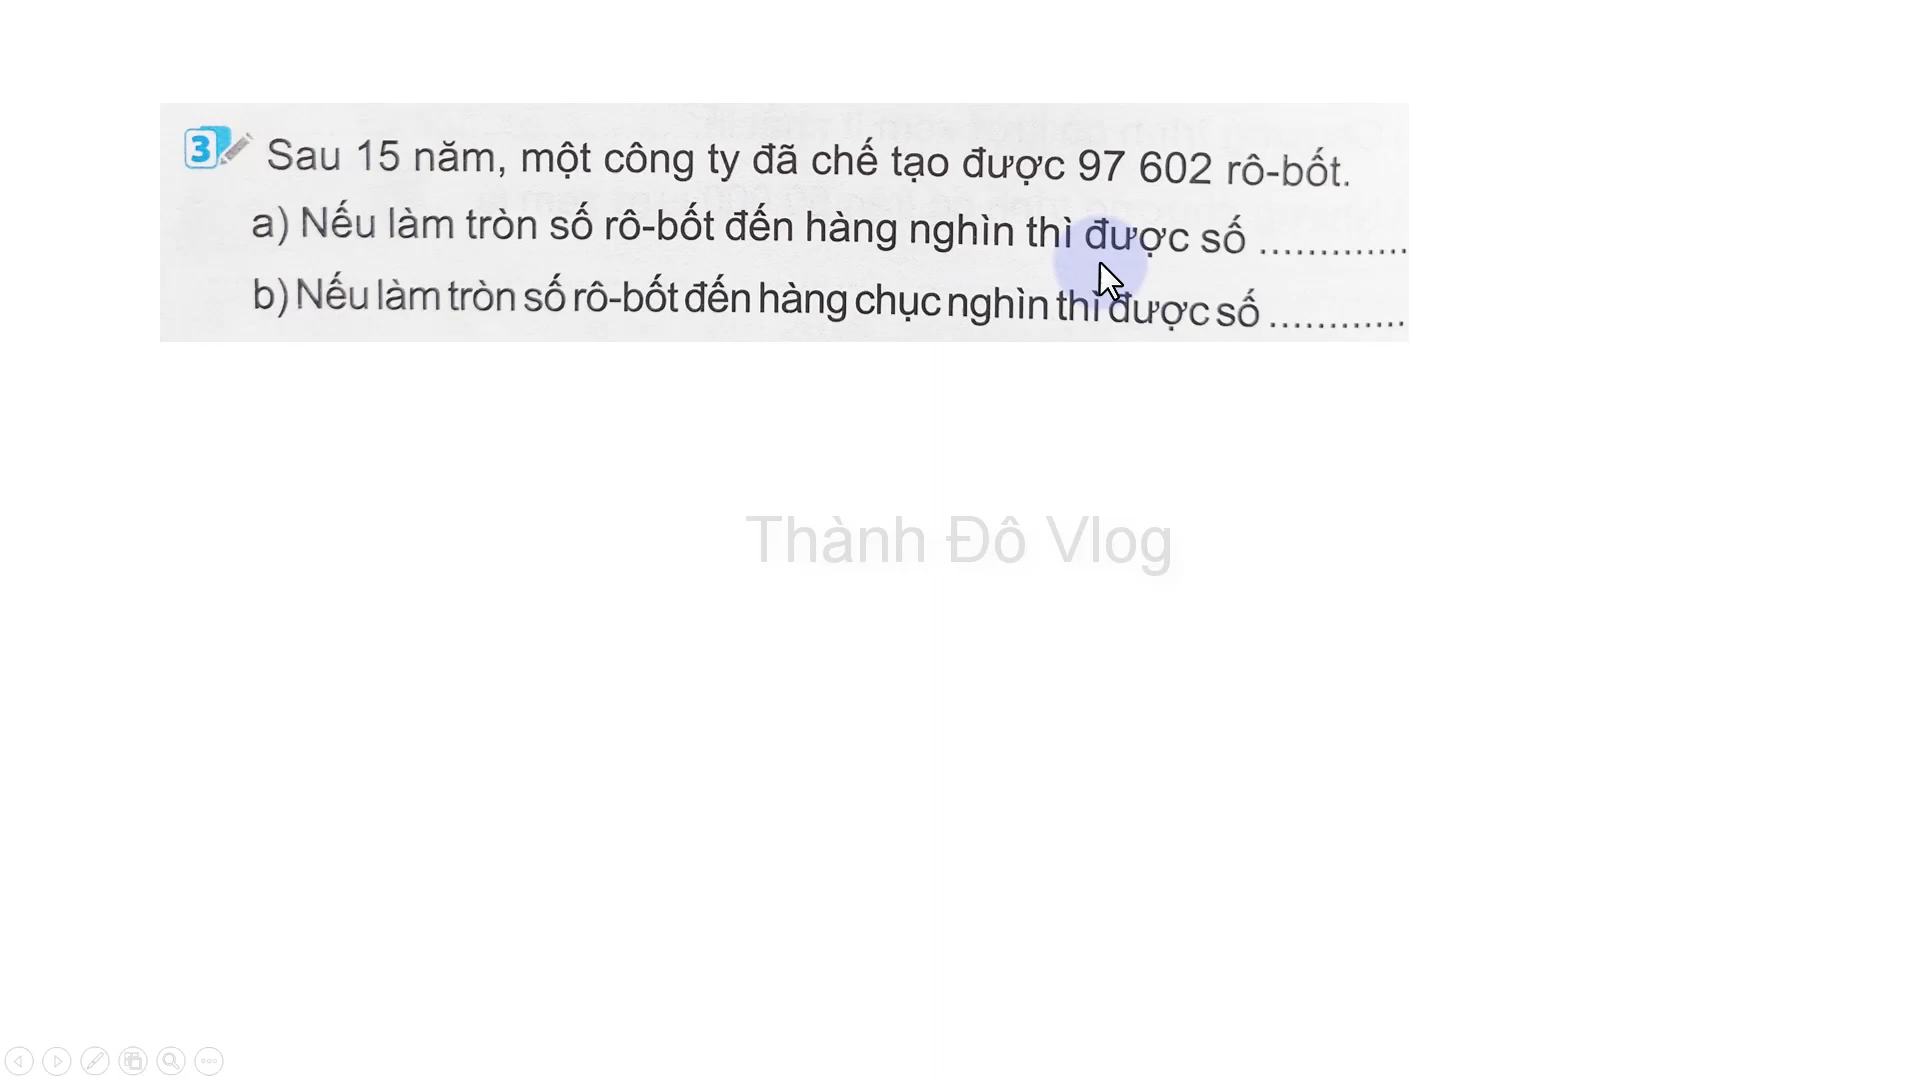 3 Sau 15 năm, một công ty đã chế tạo được 97 602 rô-bốt.
a) Nếu làm tròn số rô-bốt đến hàng nghìn thì được số .............
b) Nếu làm tròn số rô-bốt đến hàng chục nghìn thì được số ............
Thành Đô Vlog